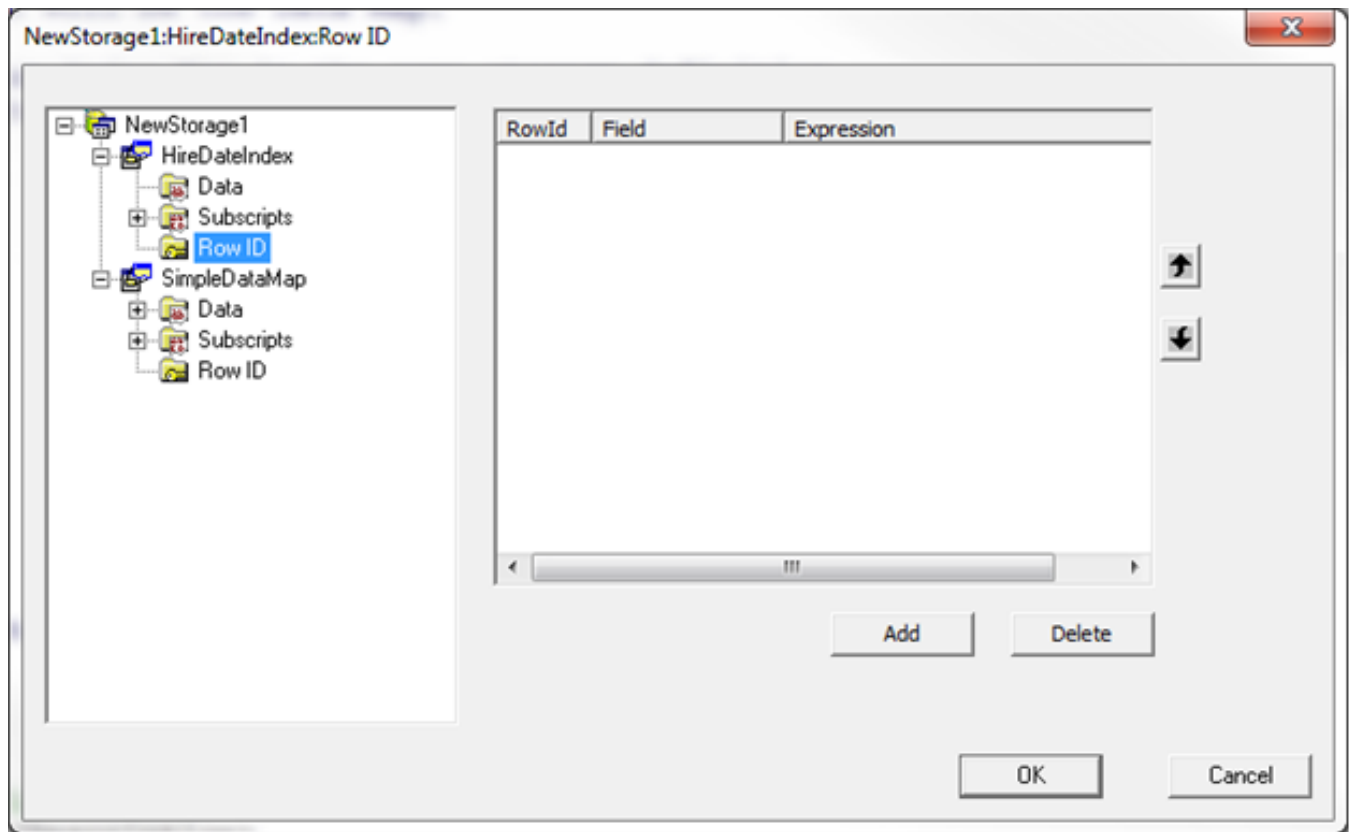 NewStorage1:HireDateIndex:Row ID
NewStorage1
HireDateIndex
Data
Subscripts
Row ID
SimpleDataMap
Data
Subscripts
Row ID
RowId Field Expression
Add Delete
OK Cancel